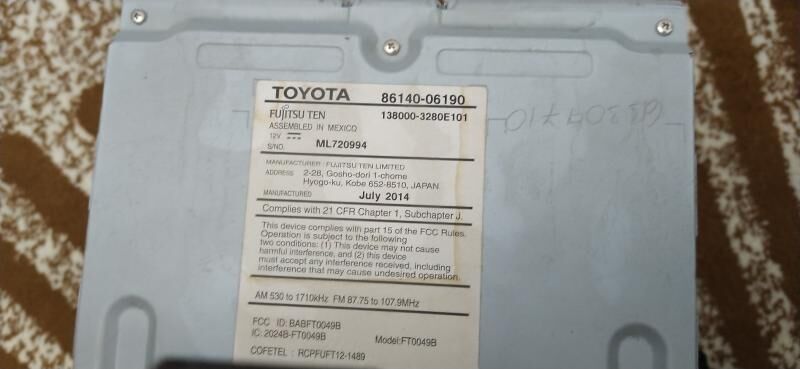 TOYOTA 86140-06190
FUJITSU TEN 138000-3280E101
ASSEMBLED IN MEXICO
12V
S/NO. ML720994
MANUFACTURER : FUJITSU TEN LIMITED
ADDRESS 2-28, Gosho-dori 1-chome
Hyogo-ku, Kobe 652-8510, JAPAN
MANUFACTURED July 2014
Complies with 21 CFR Chapter 1, Subchapter J.
This device complies with part 15 of the FCC Rules.
Operation is subject to the following
two conditions: (1) This device may not cause
harmful interference, and (2) this device
must accept any interference received, including
interference that may cause undesired operation.
AM 530 to 1710kHz FM 87.75 to 107.9MHz
FCC ID: BABFT0049B
IC: 2024B-FT0049B Model:FT0049B
COFETEL : RCPFUFT12-1489